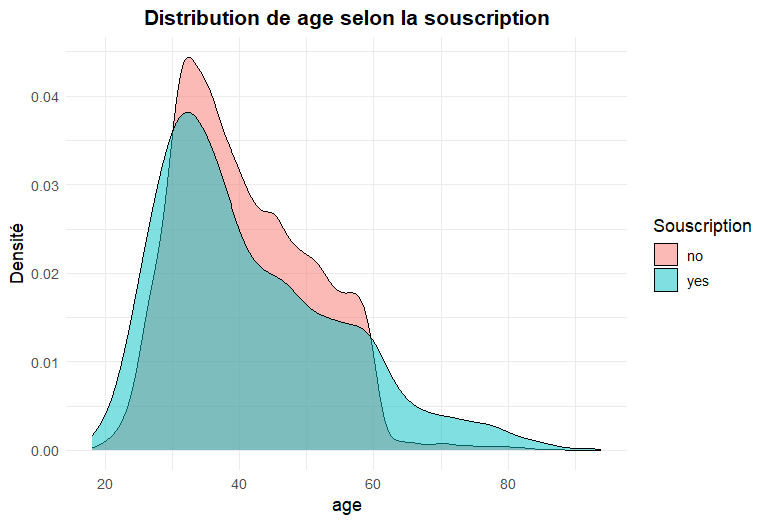 Distribution de age selon la souscription
Densité
0.04
0.03
0.02
0.01
0.00
20 40 60 80
age
Souscription
no
yes